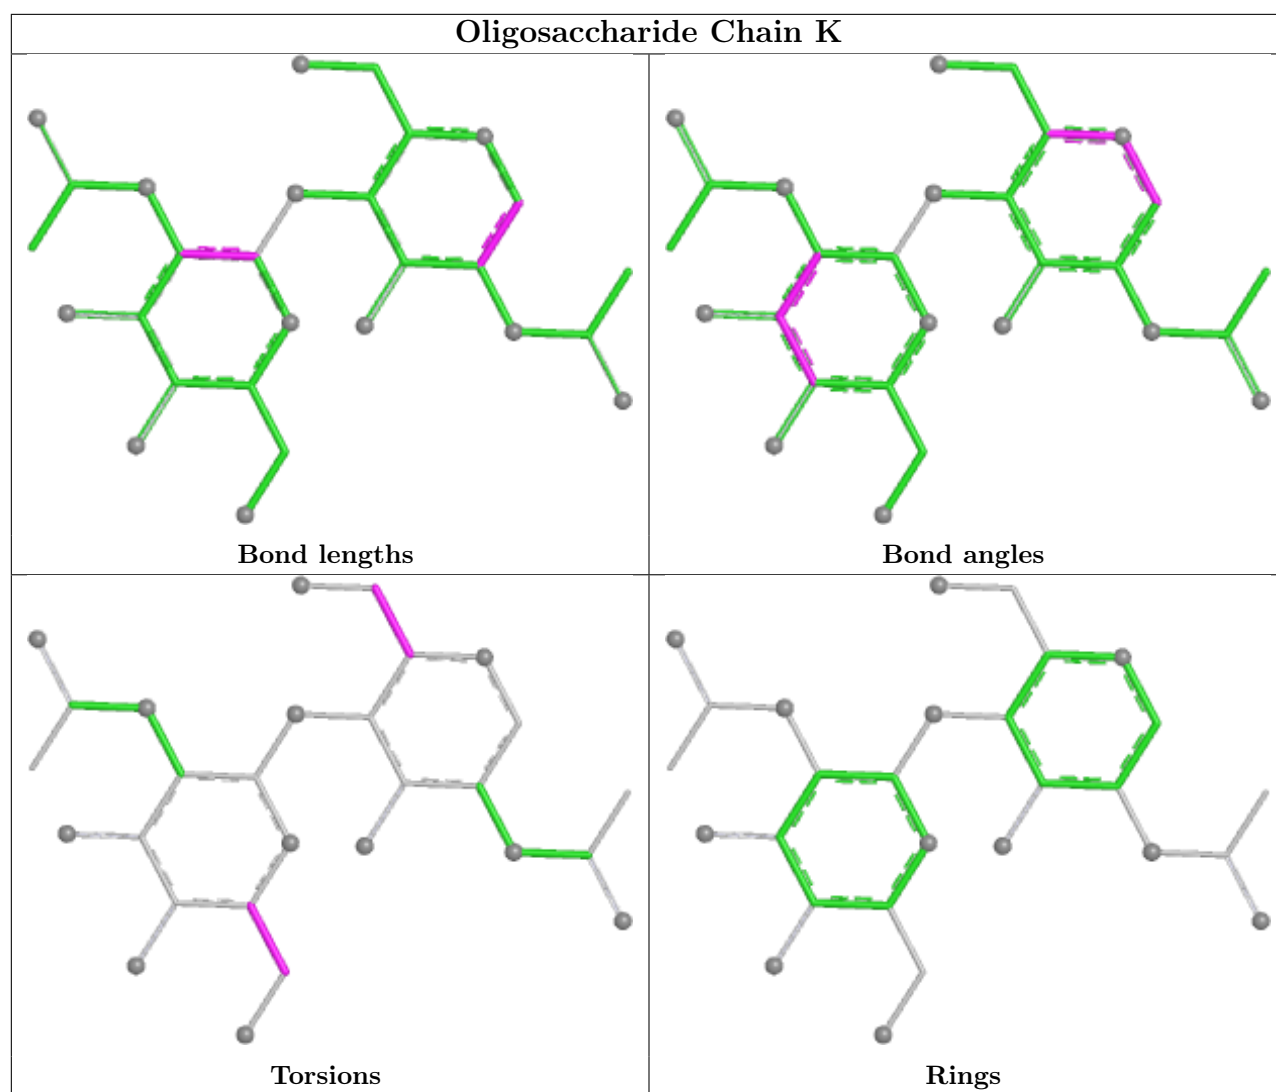 Oligosaccharide Chain K
Bond lengths
Bond angles
Torsions
Rings